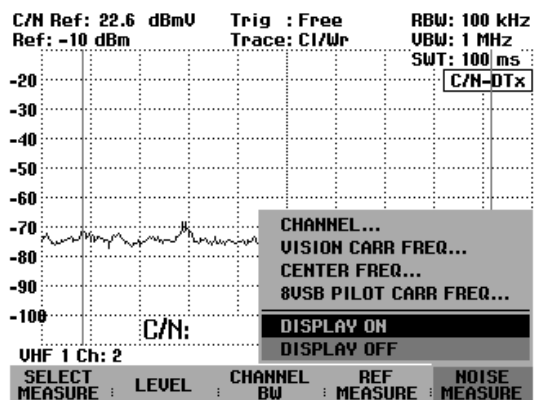 C/N Ref: 22.6 dBmV Trig : Free RBW: 100 kHz
Ref: -10 dBm Trace: Cl/Wr VBW: 1 MHz
SWT: 100 ms
C/N-DTx
-20
-30
-40
-50
-60
-70
-80
-90
-100
CHANNEL...
VISION CARR FREQ...
CENTER FREQ...
8VSB PILOT CARR FREQ...
DISPLAY ON
DISPLAY OFF
C/N:
VHF 1 Ch: 2
SELECT MEASURE : LEVEL : CHANNEL BW : REF MEASURE : NOISE MEASURE